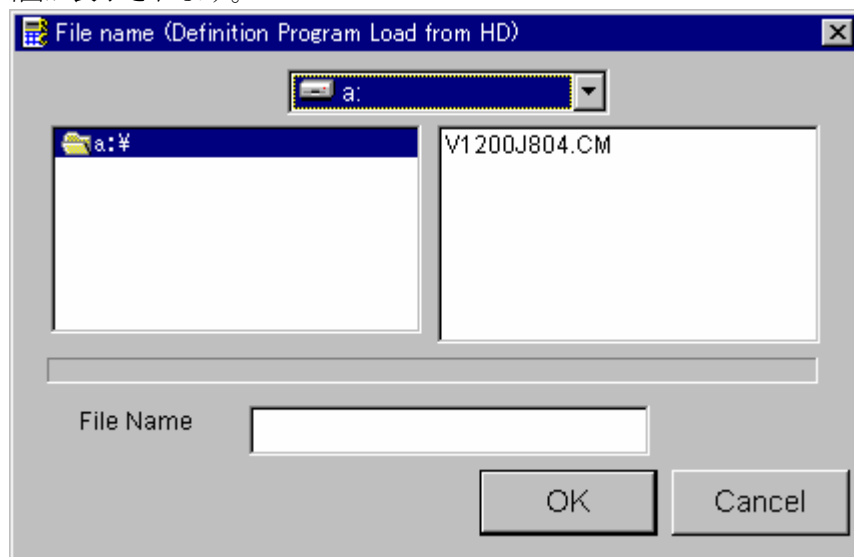 File name (Definition Program Load from HD)
a:
a:¥
V1200J804.CM
File Name
OK
Cancel